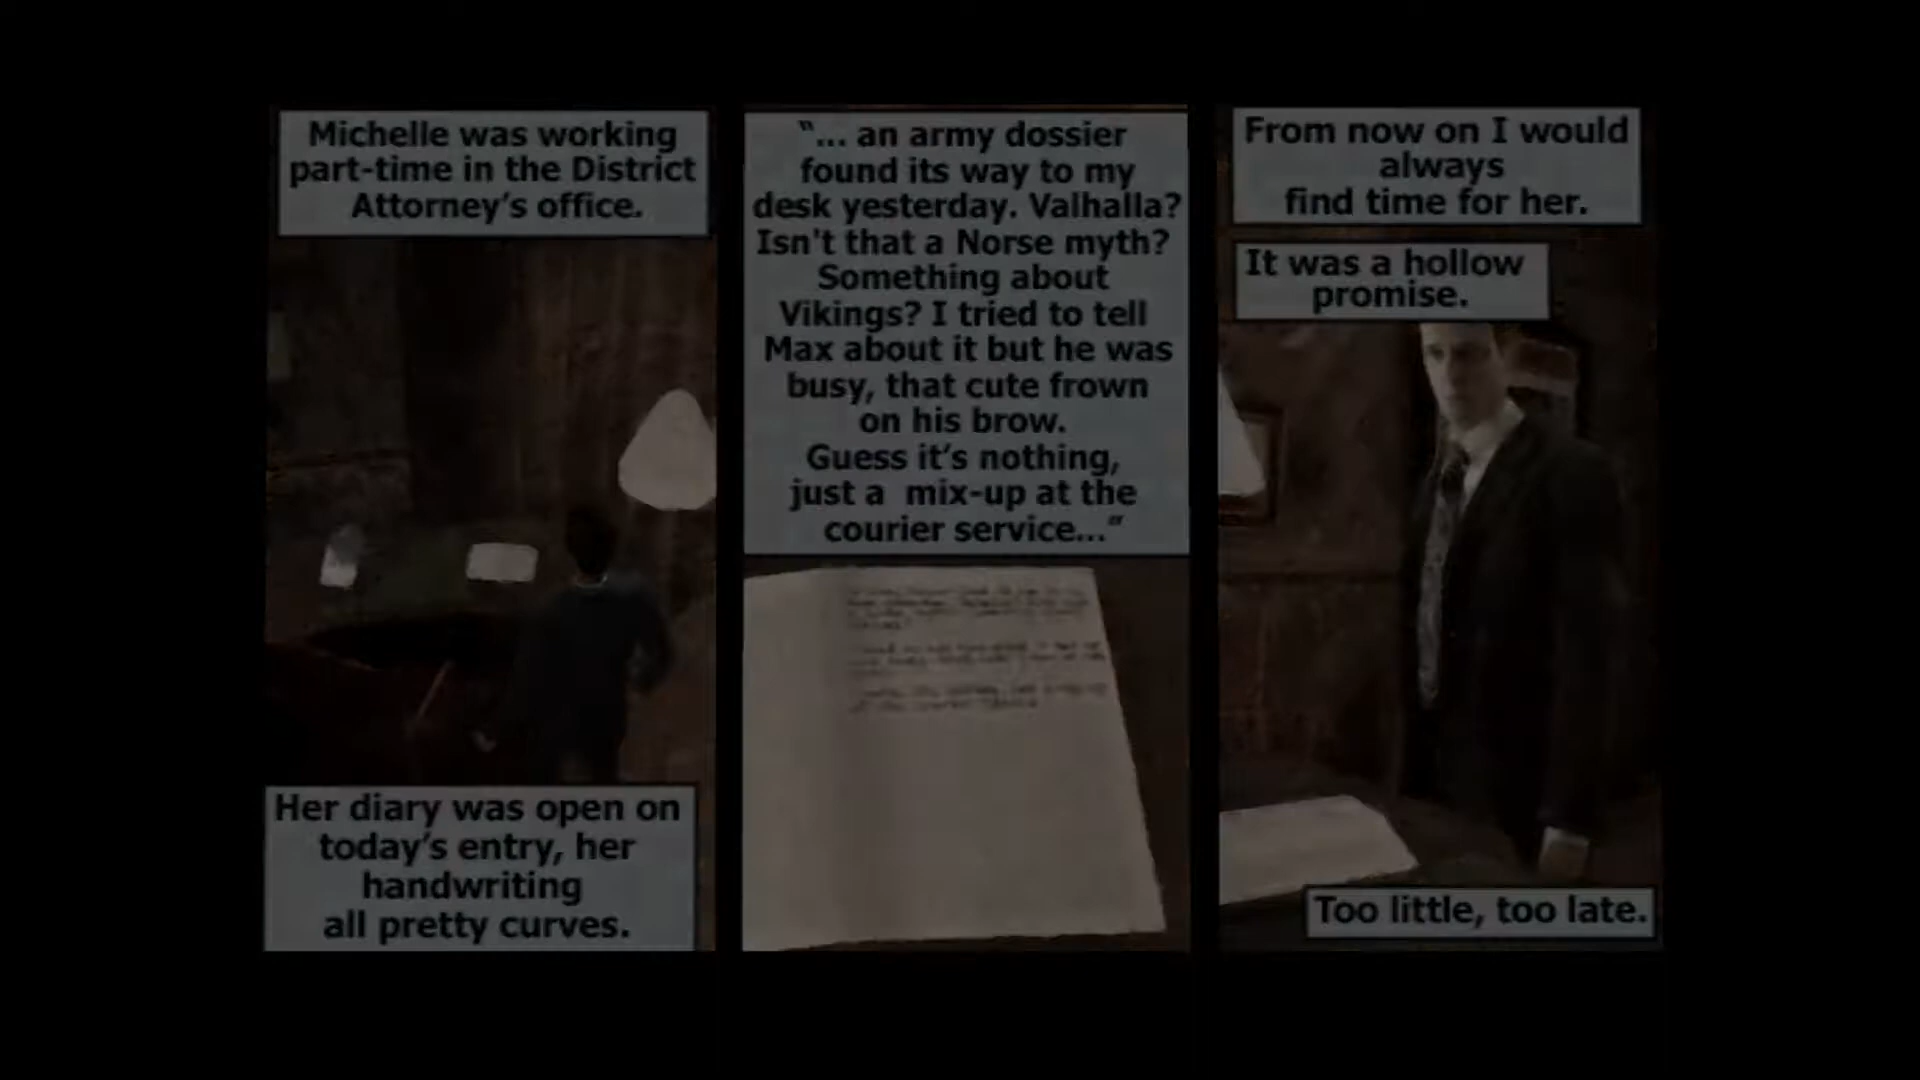 Michelle was working
part-time in the District
Attorney's office.
Her diary was open on
today's entry, her
handwriting
all pretty curves.
"... an army dossier
found its way to my
desk yesterday. Valhalla?
Isn't that a Norse myth?
Something about
Vikings? I tried to tell
Max about it but he was
busy, that cute frown
on his brow.
Guess it's nothing,
just a  mix-up at the
courier service..."
From now on I would
always
find time for her.
It was a hollow
promise.
Too little, too late.